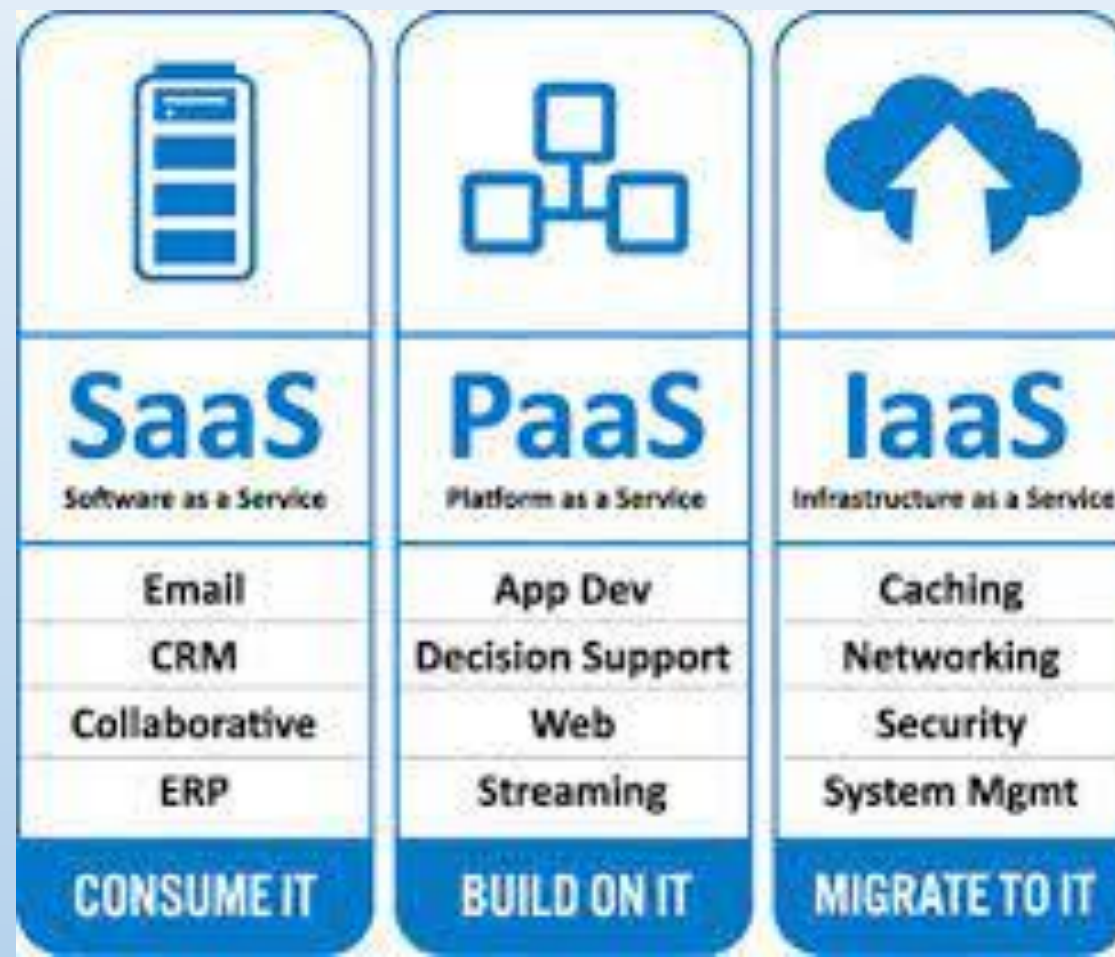 SaaS
Software as a Service
Email
CRM
Collaborative
ERP
CONSUME IT
PaaS
Platform as a Service
App Dev
Decision Support
Web
Streaming
BUILD ON IT
IaaS
Infrastructure as a Service
Caching
Networking
Security
System Mgmt
MIGRATE TO IT